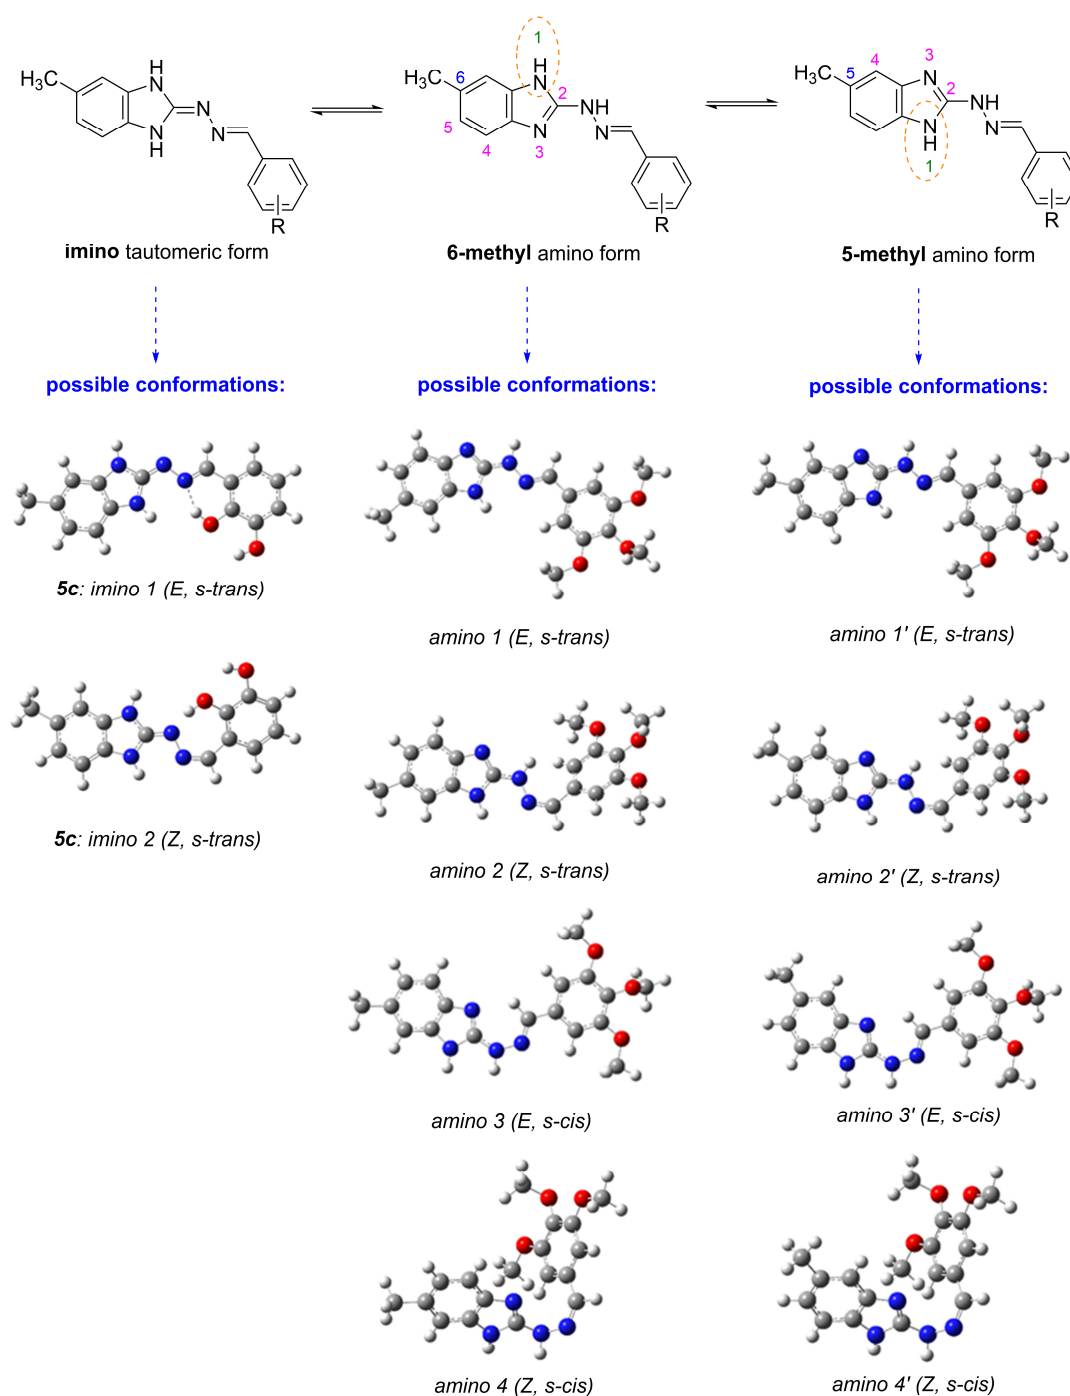 H₃C
H
N
N
H
N
N
R
imino tautomeric form
1
H₃C
6
H
N
2
5
NH
N
N
4
3
R
6-methyl amino form
H₃C
4
3
5
N
2
NH
N
H
N
1
R
5-methyl amino form
possible conformations:
possible conformations:
possible conformations:
5c: imino 1 (E, s-trans)
amino 1 (E, s-trans)
amino 1' (E, s-trans)
5c: imino 2 (Z, s-trans)
amino 2 (Z, s-trans)
amino 2' (Z, s-trans)
amino 3 (E, s-cis)
amino 3' (E, s-cis)
amino 4 (Z, s-cis)
amino 4' (Z, s-cis)